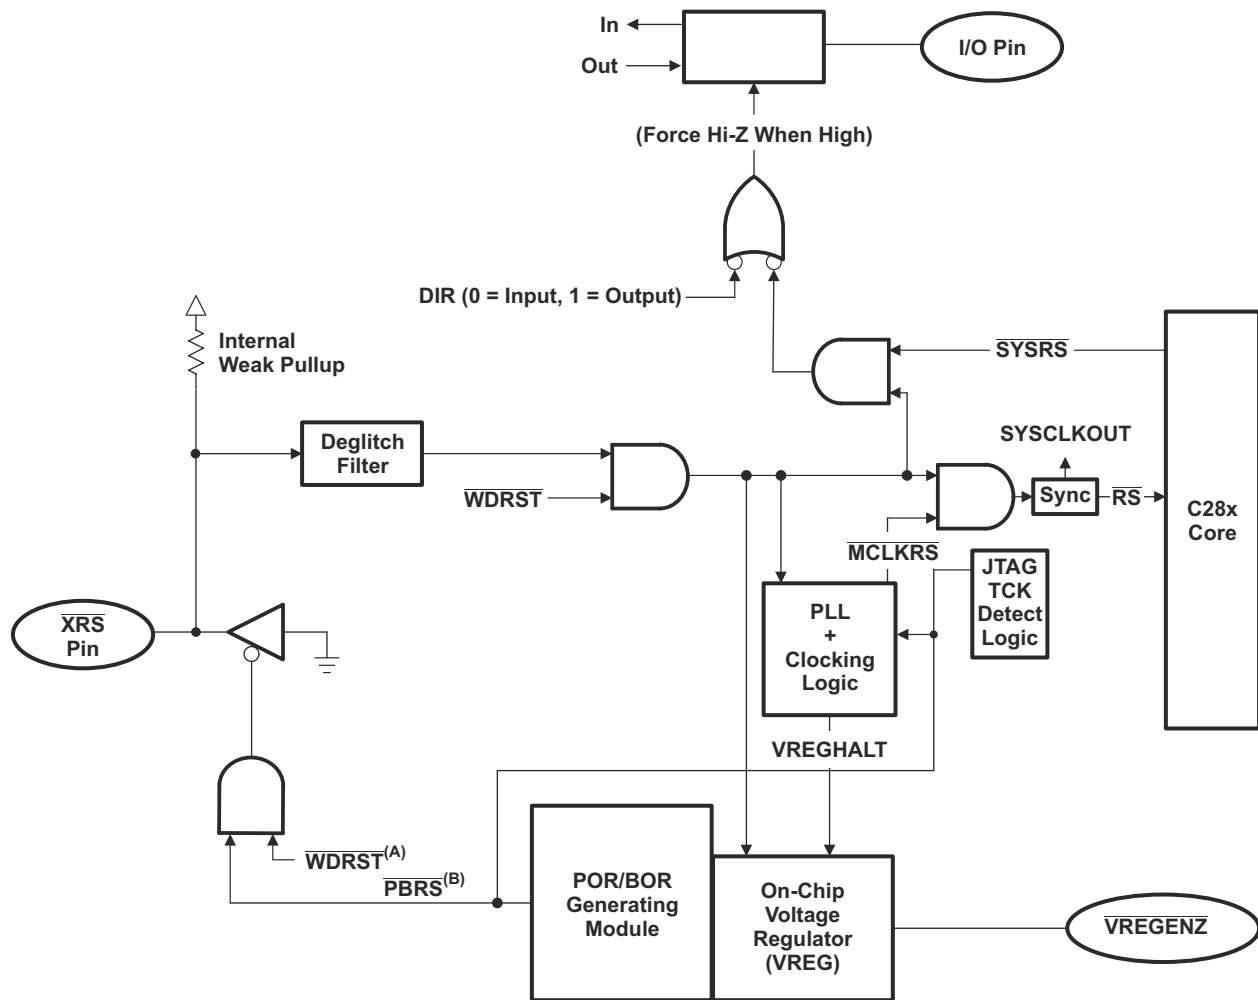 In
Out
I/O Pin
(Force Hi-Z When High)
DIR (0 = Input, 1 = Output)
Internal
Weak Pullup
SYSRS
Deglitch
Filter
WDRST
SYSCLKOUT
Sync
RS
C28x
Core
MCLKRS
JTAG
TCK
Detect
Logic
PLL
+
Clocking
Logic
XRS
Pin
VREGHALT
WDRST(A)
PBRS(B)
POR/BOR
Generating
Module
On-Chip
Voltage
Regulator
(VREG)
VREGENZ